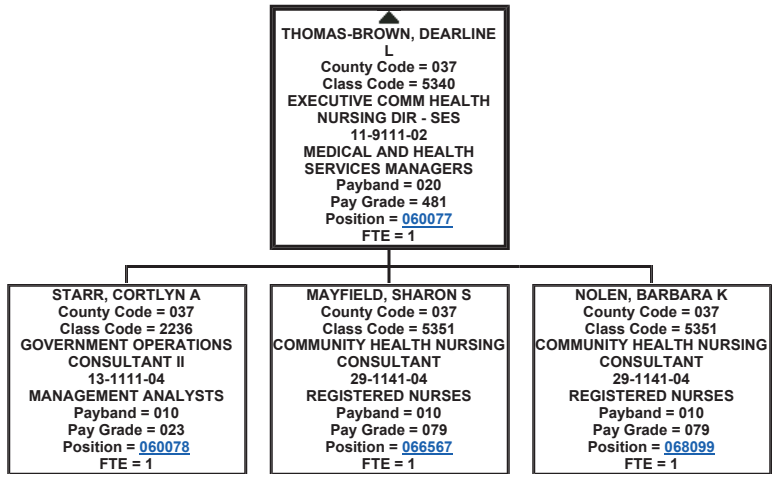 THOMAS-BROWN, DEARLINE
L
County Code = 037
Class Code = 5340
EXECUTIVE COMM HEALTH
NURSING DIR - SES
11-9111-02
MEDICAL AND HEALTH
SERVICES MANAGERS
Payband = 020
Pay Grade = 481
Position = 060077
FTE = 1
STARR, CORTLYN A
County Code = 037
Class Code = 2236
GOVERNMENT OPERATIONS
CONSULTANT II
13-1111-04
MANAGEMENT ANALYSTS
Payband = 010
Pay Grade = 023
Position = 060078
FTE = 1
MAYFIELD, SHARON S
County Code = 037
Class Code = 5351
COMMUNITY HEALTH NURSING
CONSULTANT
29-1141-04
REGISTERED NURSES
Payband = 010
Pay Grade = 079
Position = 066567
FTE = 1
NOLEN, BARBARA K
County Code = 037
Class Code = 5351
COMMUNITY HEALTH NURSING
CONSULTANT
29-1141-04
REGISTERED NURSES
Payband = 010
Pay Grade = 079
Position = 068099
FTE = 1